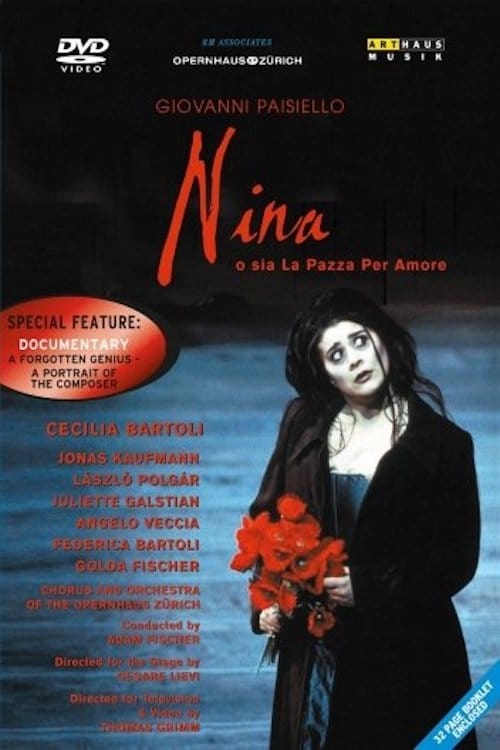 DVD
VIDEO
RM ASSOCIATES
OPERNHAUS ZÜRICH
ARTHAUS
MUSIK
GIOVANNI PAISIELLO
Nina
o sia La Pazza Per Amore
SPECIAL FEATURE:
DOCUMENTARY
A FORGOTTEN GENIUS –
A PORTRAIT OF
THE COMPOSER
CECILIA BARTOLI
JONAS KAUFMANN
LÁSZLÓ POLGÁR
JULIETTE GALSTIAN
ANGELO VECCIA
FEDERICA BARTOLI
GOLDA FISCHER
CHORUS AND ORCHESTRA
OF THE OPERNHAUS ZÜRICH
Conducted by
ADAM FISCHER
Directed for the Stage by
CESARE LIEVI
Directed for Television
& Video by
THOMAS GRIMM
32 PAGE BOOKLET
ENCLOSED